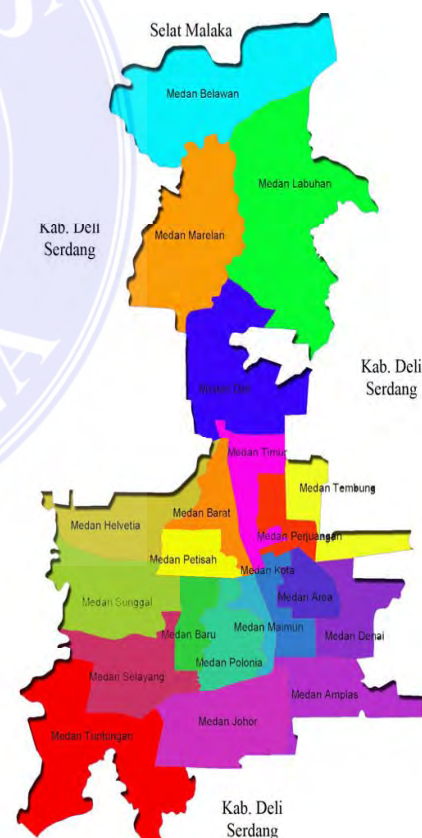 Selat Malaka
Medan Belawan
Medan Labuhan
Kab. Deli
Serdang
Medan Marelan
Kab. Deli
Serdang
Medan Deli
Medan Timur
Medan Tembung
Medan Barat
Medan Helvetia
Medan Perjuangan
Medan Petisah
Medan Kota
Medan Area
Medan Sunggal
Medan Maimun
Medan Baru
Medan Denai
Medan Polonia
Medan Selayang
Medan Amplas
Medan Johor
Medan Tuntungan
Kab. Deli
Serdang